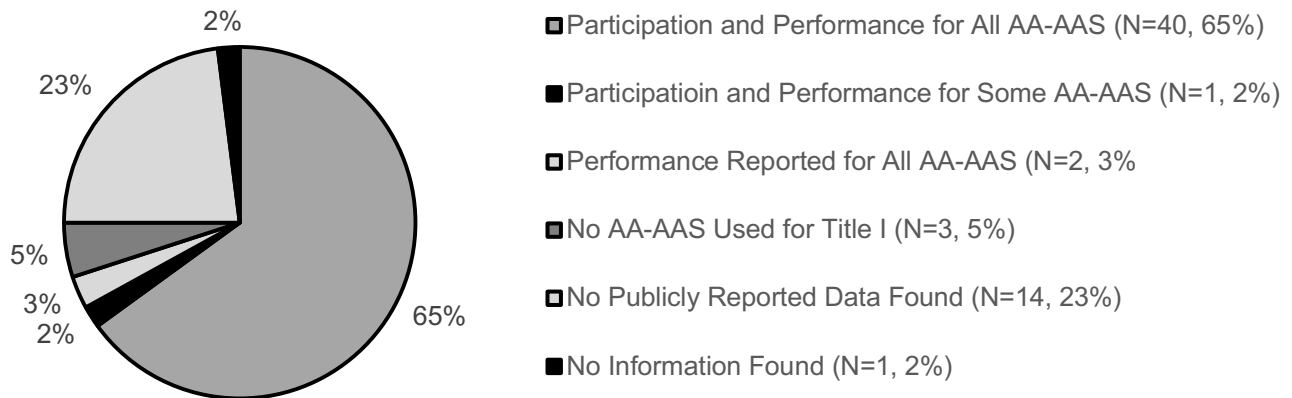 2%
23%
5%
3%
2%
65%
Participation and Performance for All AA-AAS (N=40, 65%)
Participatioin and Performance for Some AA-AAS (N=1, 2%)
Performance Reported for All AA-AAS (N=2, 3%
No AA-AAS Used for Title I (N=3, 5%)
No Publicly Reported Data Found (N=14, 23%)
No Information Found (N=1, 2%)